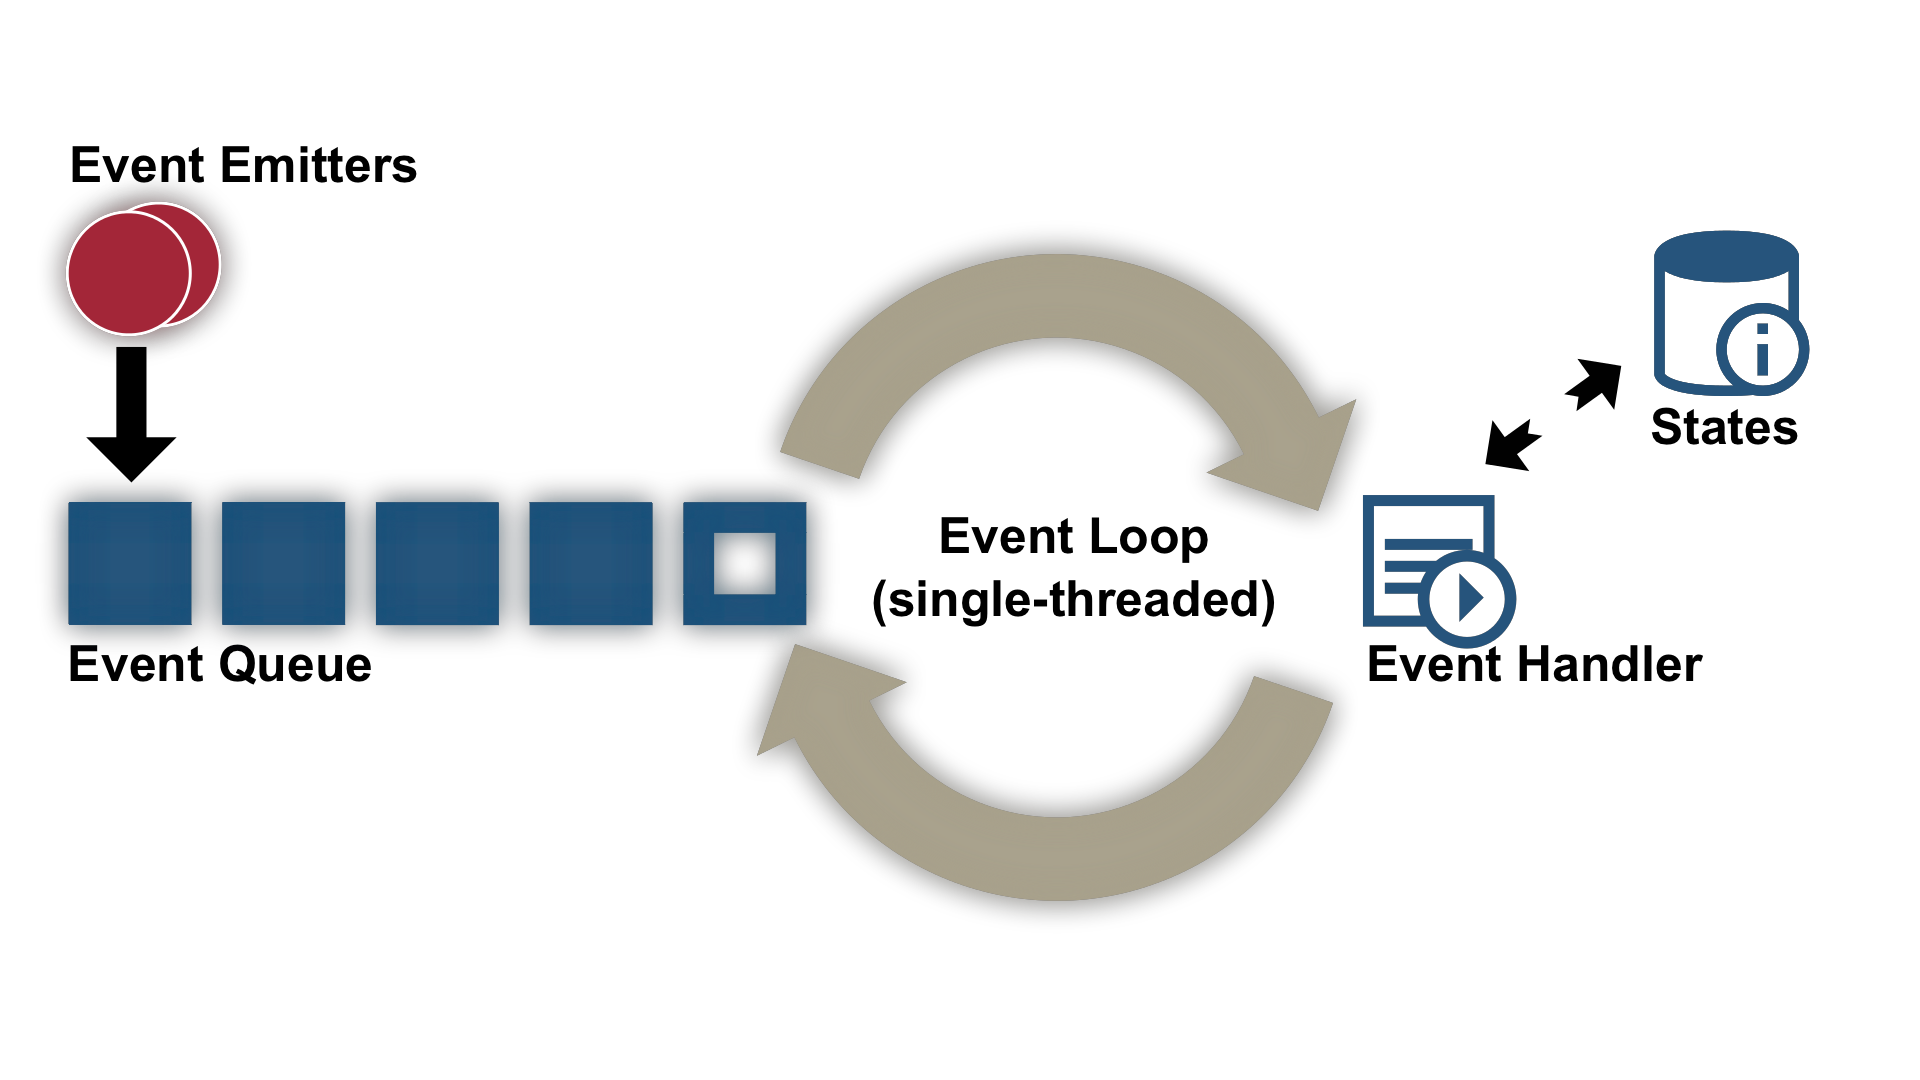 Event Emitters
Event Queue
Event Loop
(single-threaded)
States
Event Handler